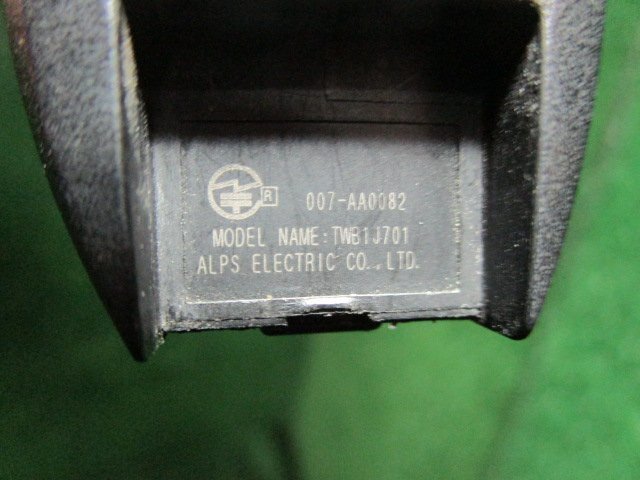 R 007-AA0082
MODEL NAME:TWB1J701
ALPS ELECTRIC CO.,LTD.